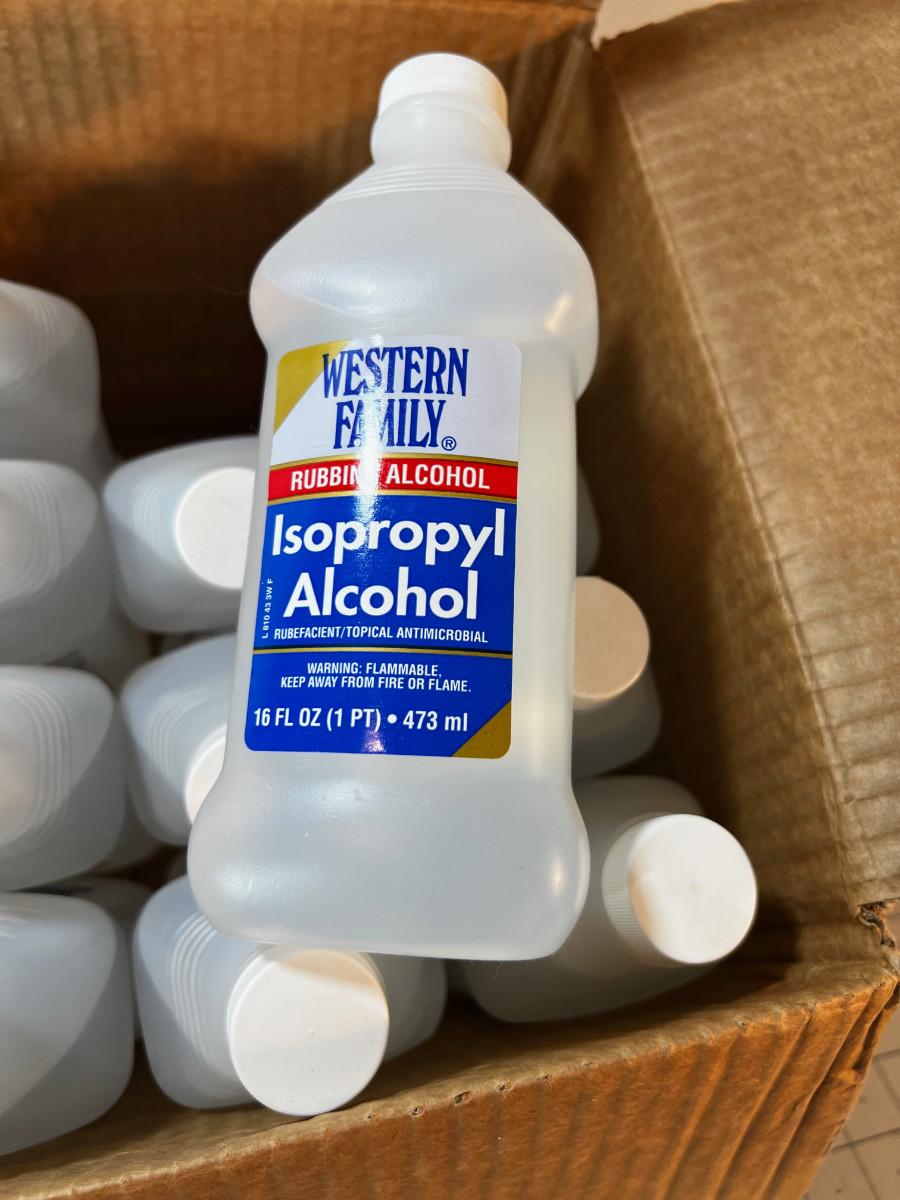 WESTERN
FAMILY®
RUBBING ALCOHOL
Isopropyl
Alcohol
RUBEFACIENT/TOPICAL ANTIMICROBIAL
WARNING: FLAMMABLE,
KEEP AWAY FROM FIRE OR FLAME.
16 FL OZ (1 PT) • 473 ml
L 810 43 3W F